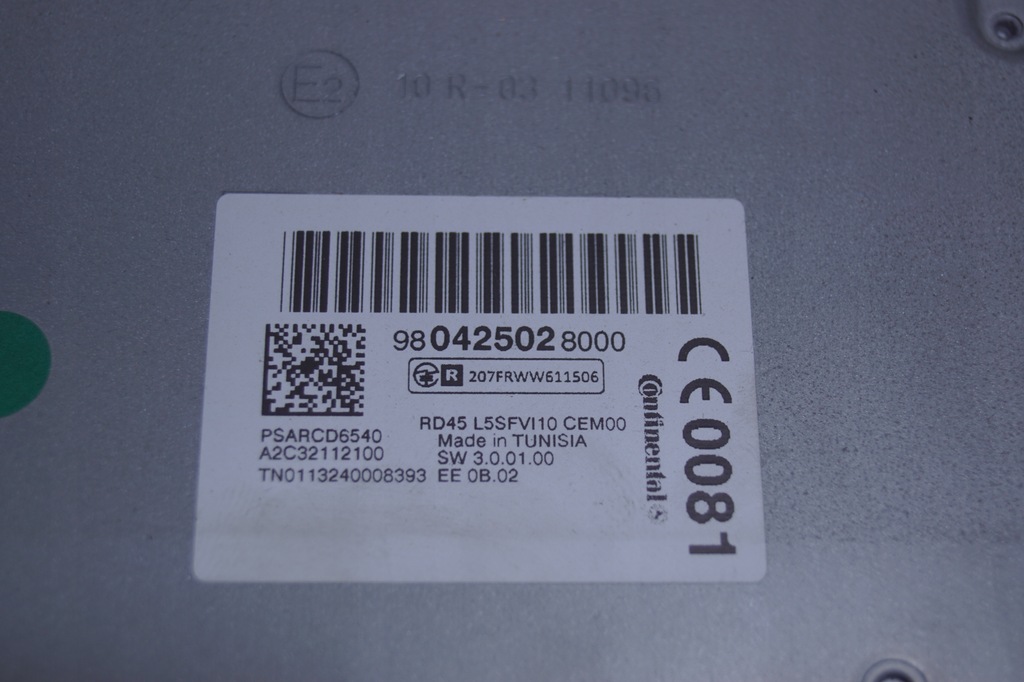 E2 10 R-03 11096
98 042502 8000
R 207FRWW611506
RD45 L5SFVI10 CEM00
Made in TUNISIA
SW 3.0.01.00
EE 0B.02
PSARCD6540
A2C32112100
TN0113240008393
Continental
CE 0081